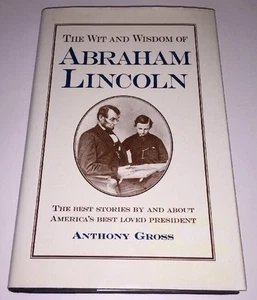 THE WIT AND WISDOM OF
ABRAHAM
LINCOLN
THE BEST STORIES BY AND ABOUT
AMERICA'S BEST LOVED PRESIDENT
ANTHONY GROSS